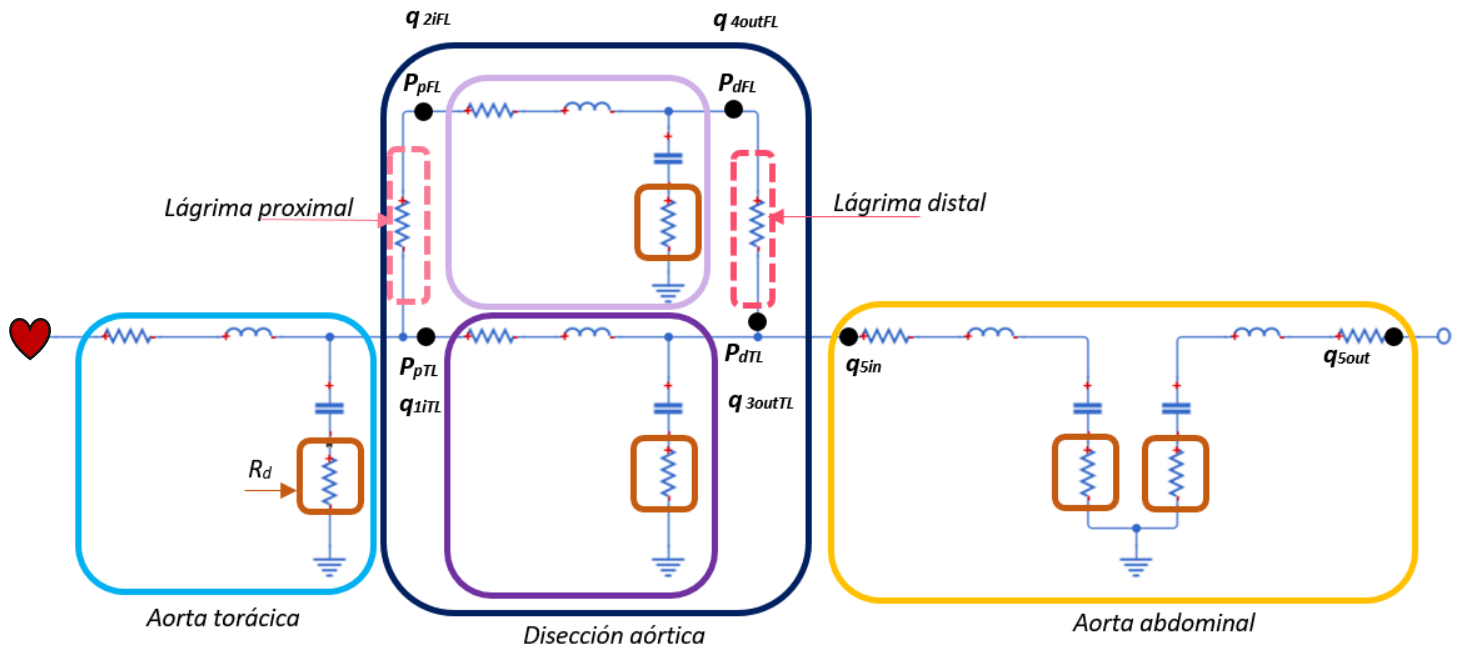 q 2iFL
q 4outFL
PpFL
PdFL
Lágrima proximal
Lágrima distal
PpTL
PdTL
q1iTL
q 3outTL
q5in
q5out
Rd
Aorta torácica
Disección aórtica
Aorta abdominal